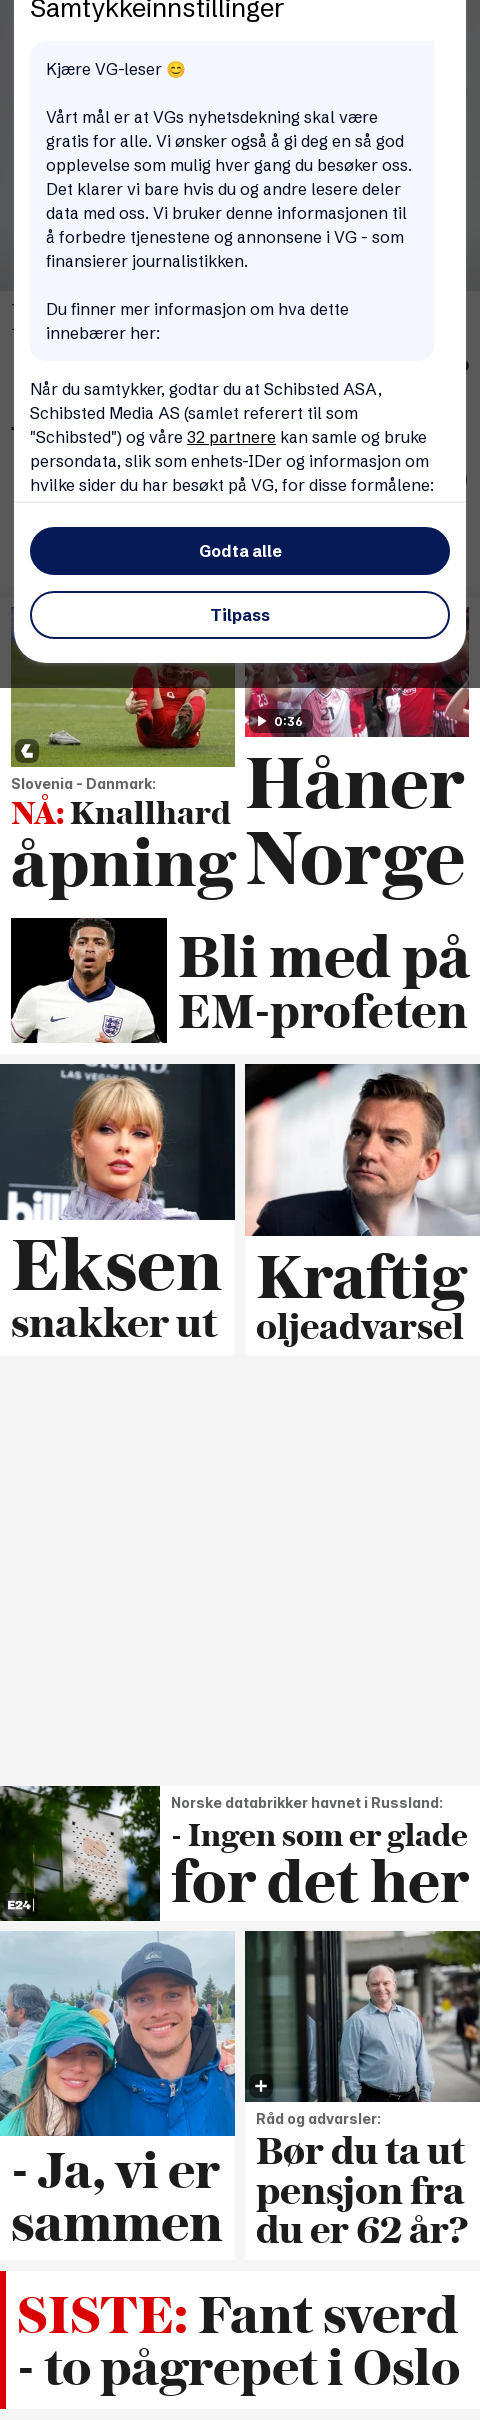 Samtykkeinnstillinger
Kjære VG-leser 😊
Vårt mål er at VGs nyhetsdekning skal være
gratis for alle. Vi ønsker også å gi deg en så god
opplevelse som mulig hver gang du besøker oss.
Det klarer vi bare hvis du og andre lesere deler
data med oss. Vi bruker denne informasjonen til
å forbedre tjenestene og annonsene i VG - som
finansierer journalistikken.
Du finner mer informasjon om hva dette
innebærer her:
Når du samtykker, godtar du at Schibsted ASA,
Schibsted Media AS (samlet referert til som
"Schibsted") og våre 32 partnere kan samle og bruke
persondata, slik som enhets-IDer og informasjon om
hvilke sider du har besøkt på VG, for disse formålene:
Godta alle
Tilpass
21
0:36
Slovenia - Danmark:
NÅ: Knallhard
åpning
Håner
Norge
Bli med på
EM-profeten
LAS VEGAS
Eksen
snakker ut
Kraftig
oljeadvarsel
E24
Norske databrikker havnet i Russland:
- Ingen som er glade
for det her
- Ja, vi er
sammen
Råd og advarsler:
Bør du ta ut
pensjon fra
du er 62 år?
SISTE: Fant sverd
- to pågrepet i Oslo